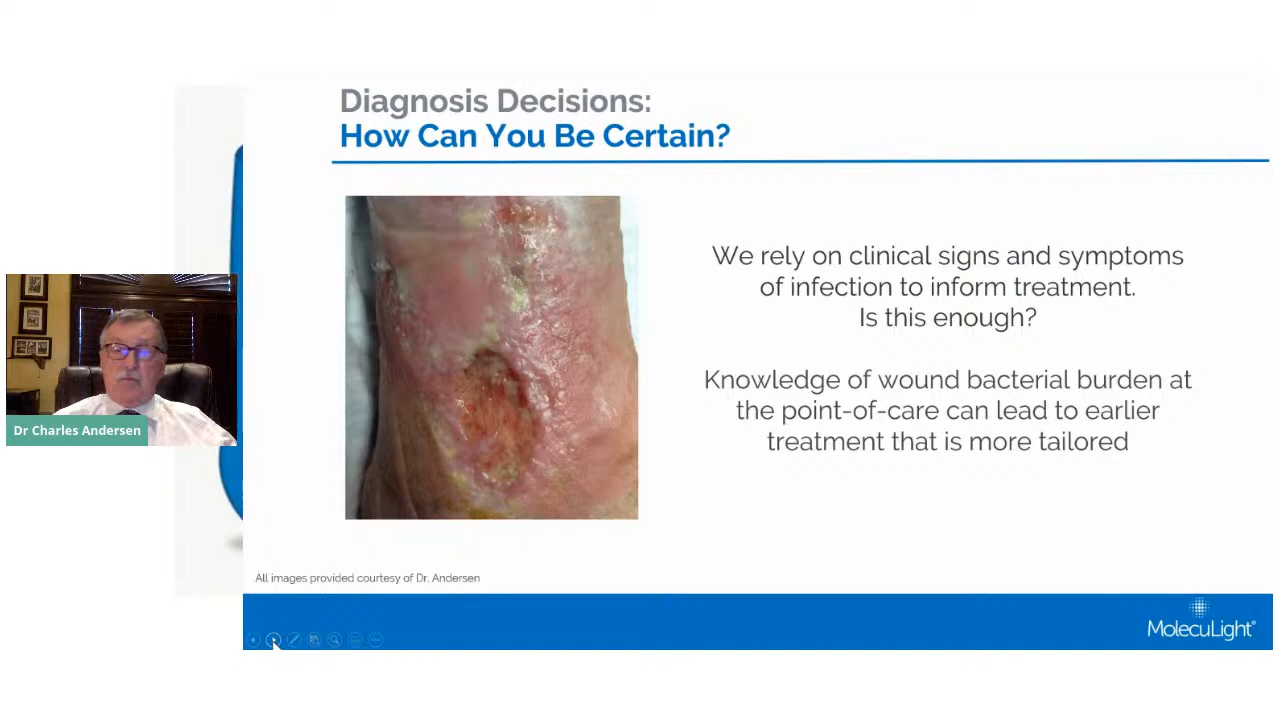 Diagnosis Decisions:
How Can You Be Certain?
We rely on clinical signs and symptoms
of infection to inform treatment.
Is this enough?
Knowledge of wound bacterial burden at
the point-of-care can lead to earlier
treatment that is more tailored
Dr Charles Andersen
All images provided courtesy of Dr. Andersen
MolecuLight®